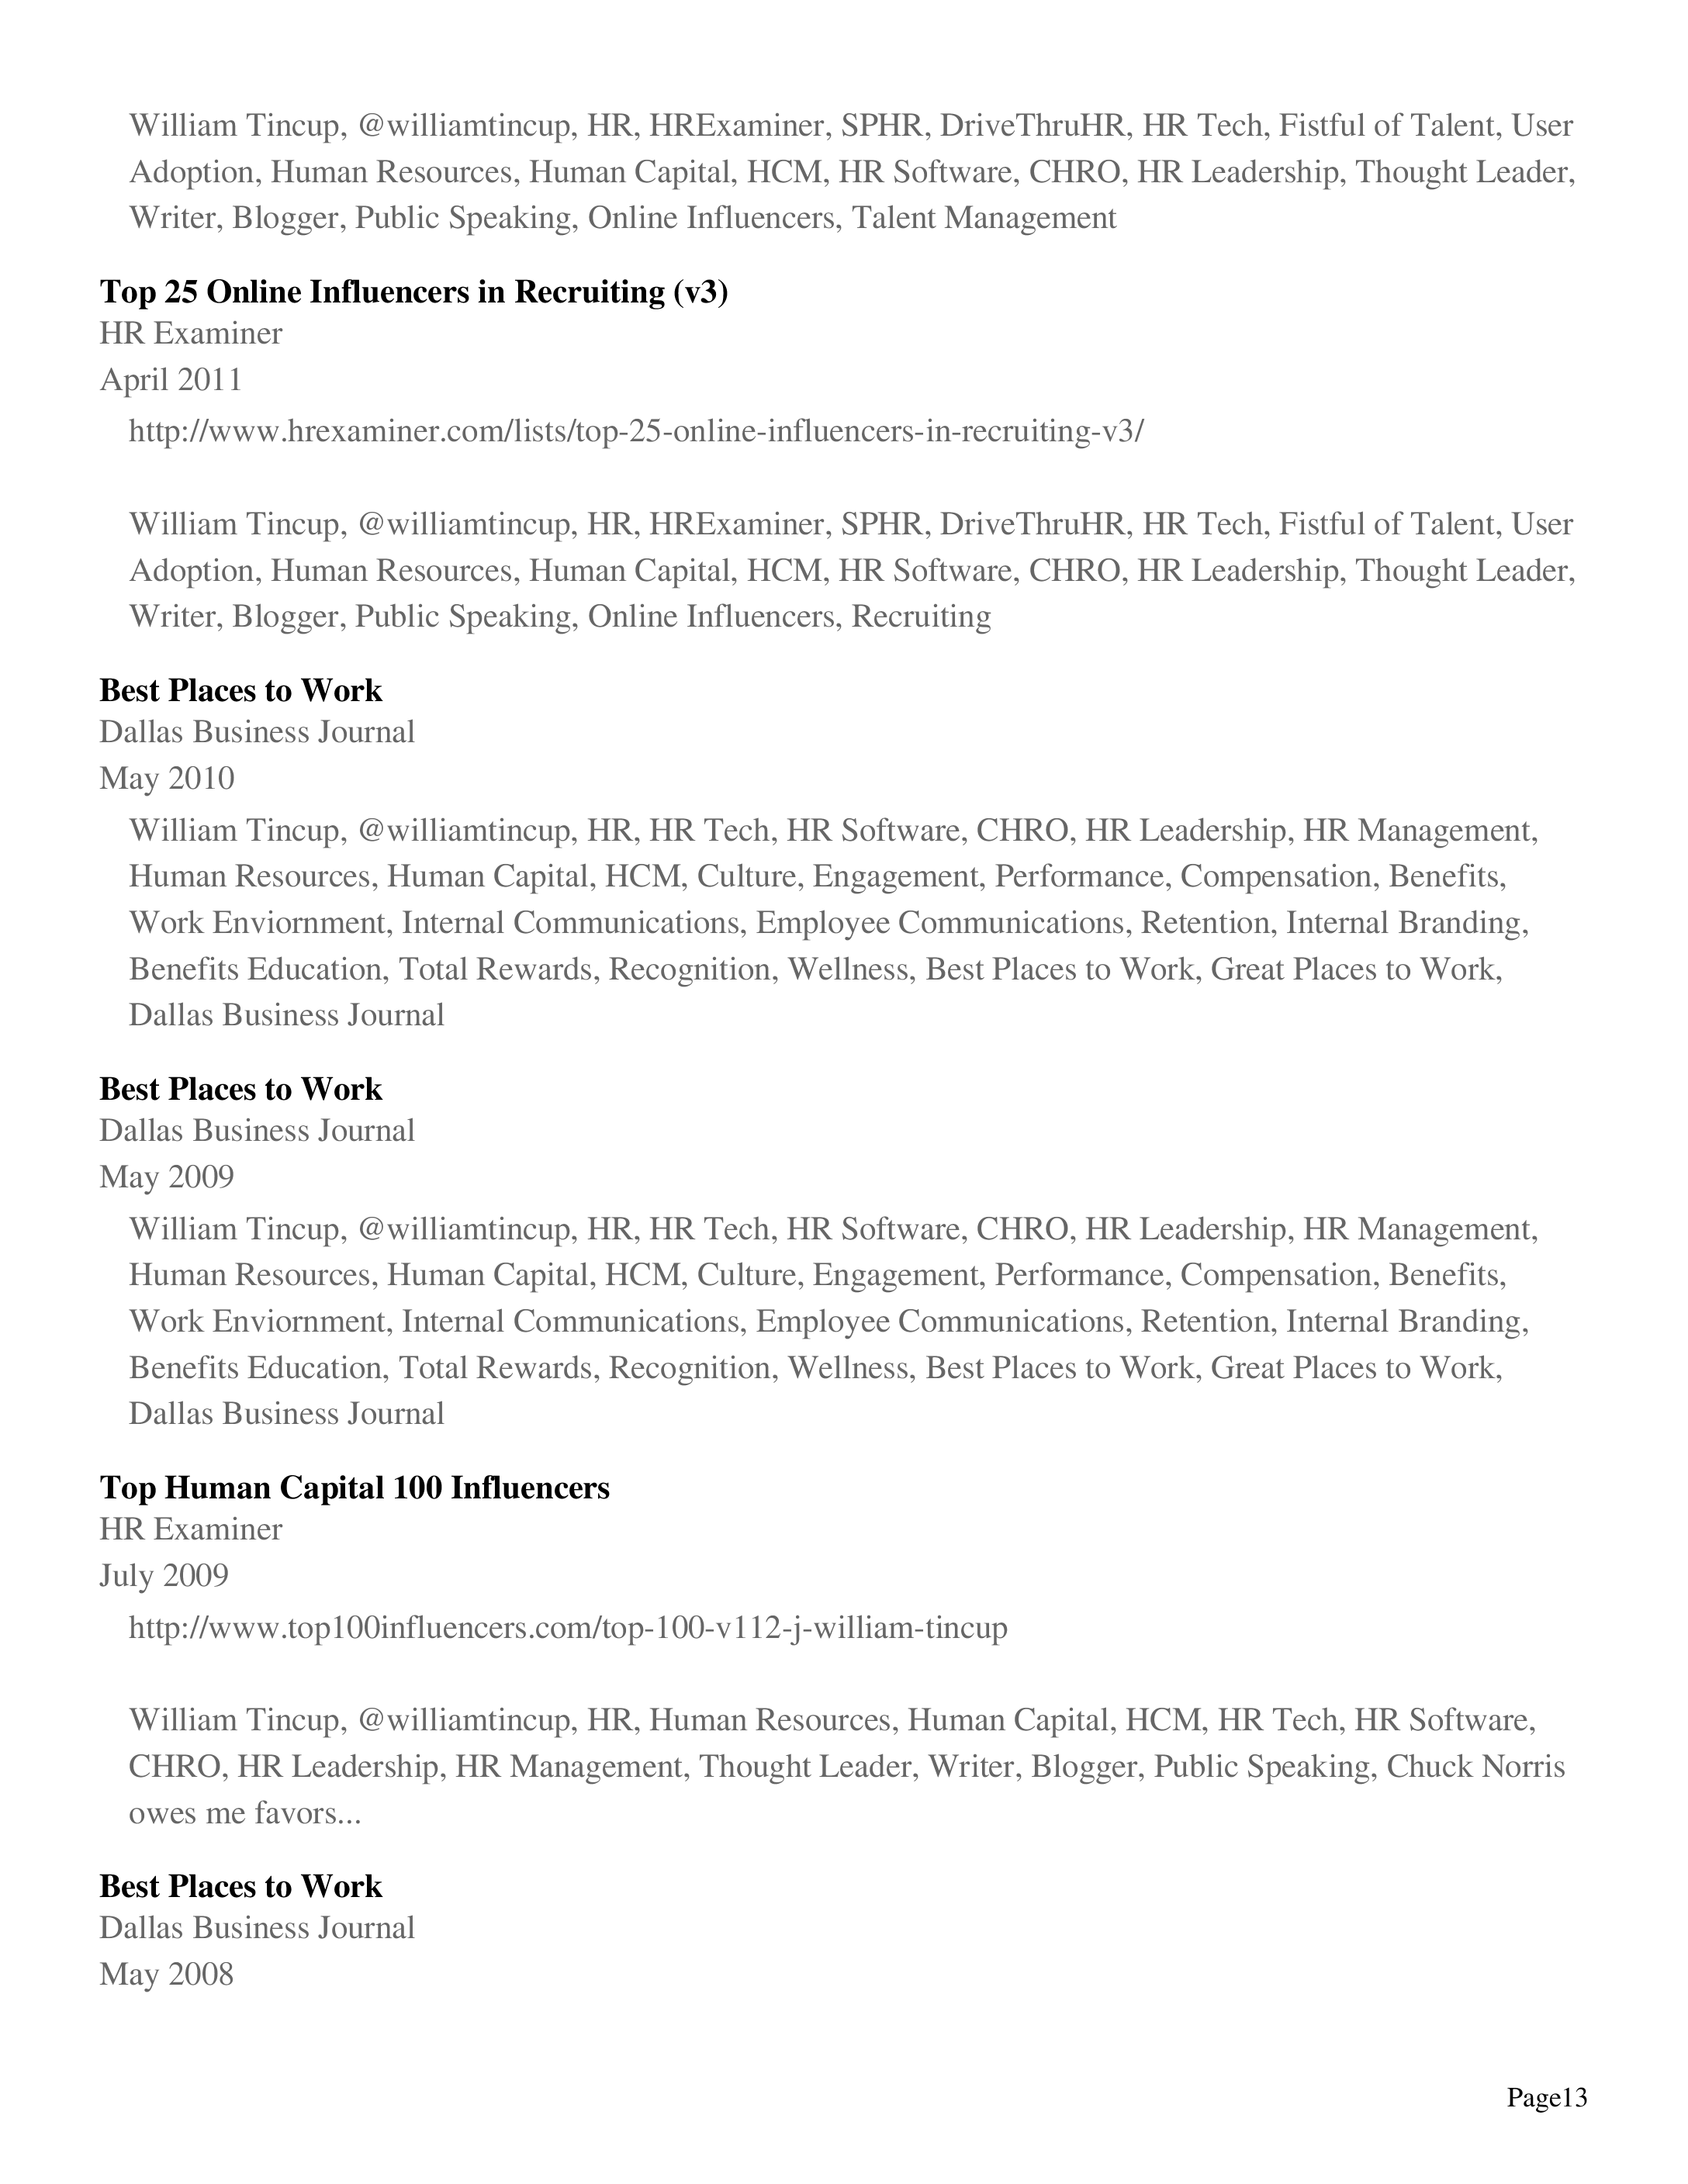 William Tincup, @williamtincup, HR, HRExaminer, SPHR, DriveThruHR, HR Tech, Fistful of Talent, User
Adoption, Human Resources, Human Capital, HCM, HR Software, CHRO, HR Leadership, Thought Leader,
Writer, Blogger, Public Speaking, Online Influencers, Talent Management
Top 25 Online Influencers in Recruiting (v3)
HR Examiner
April 2011
http://www.hrexaminer.com/lists/top-25-online-influencers-in-recruiting-v3/
William Tincup, @williamtincup, HR, HRExaminer, SPHR, DriveThruHR, HR Tech, Fistful of Talent, User
Adoption, Human Resources, Human Capital, HCM, HR Software, CHRO, HR Leadership, Thought Leader,
Writer, Blogger, Public Speaking, Online Influencers, Recruiting
Best Places to Work
Dallas Business Journal
May 2010
William Tincup, @williamtincup, HR, HR Tech, HR Software, CHRO, HR Leadership, HR Management,
Human Resources, Human Capital, HCM, Culture, Engagement, Performance, Compensation, Benefits,
Work Enviornment, Internal Communications, Employee Communications, Retention, Internal Branding,
Benefits Education, Total Rewards, Recognition, Wellness, Best Places to Work, Great Places to Work,
Dallas Business Journal
Best Places to Work
Dallas Business Journal
May 2009
William Tincup, @williamtincup, HR, HR Tech, HR Software, CHRO, HR Leadership, HR Management,
Human Resources, Human Capital, HCM, Culture, Engagement, Performance, Compensation, Benefits,
Work Enviornment, Internal Communications, Employee Communications, Retention, Internal Branding,
Benefits Education, Total Rewards, Recognition, Wellness, Best Places to Work, Great Places to Work,
Dallas Business Journal
Top Human Capital 100 Influencers
HR Examiner
July 2009
http://www.top100influencers.com/top-100-v112-j-william-tincup
William Tincup, @williamtincup, HR, Human Resources, Human Capital, HCM, HR Tech, HR Software,
CHRO, HR Leadership, HR Management, Thought Leader, Writer, Blogger, Public Speaking, Chuck Norris
owes me favors...
Best Places to Work
Dallas Business Journal
May 2008
Page13